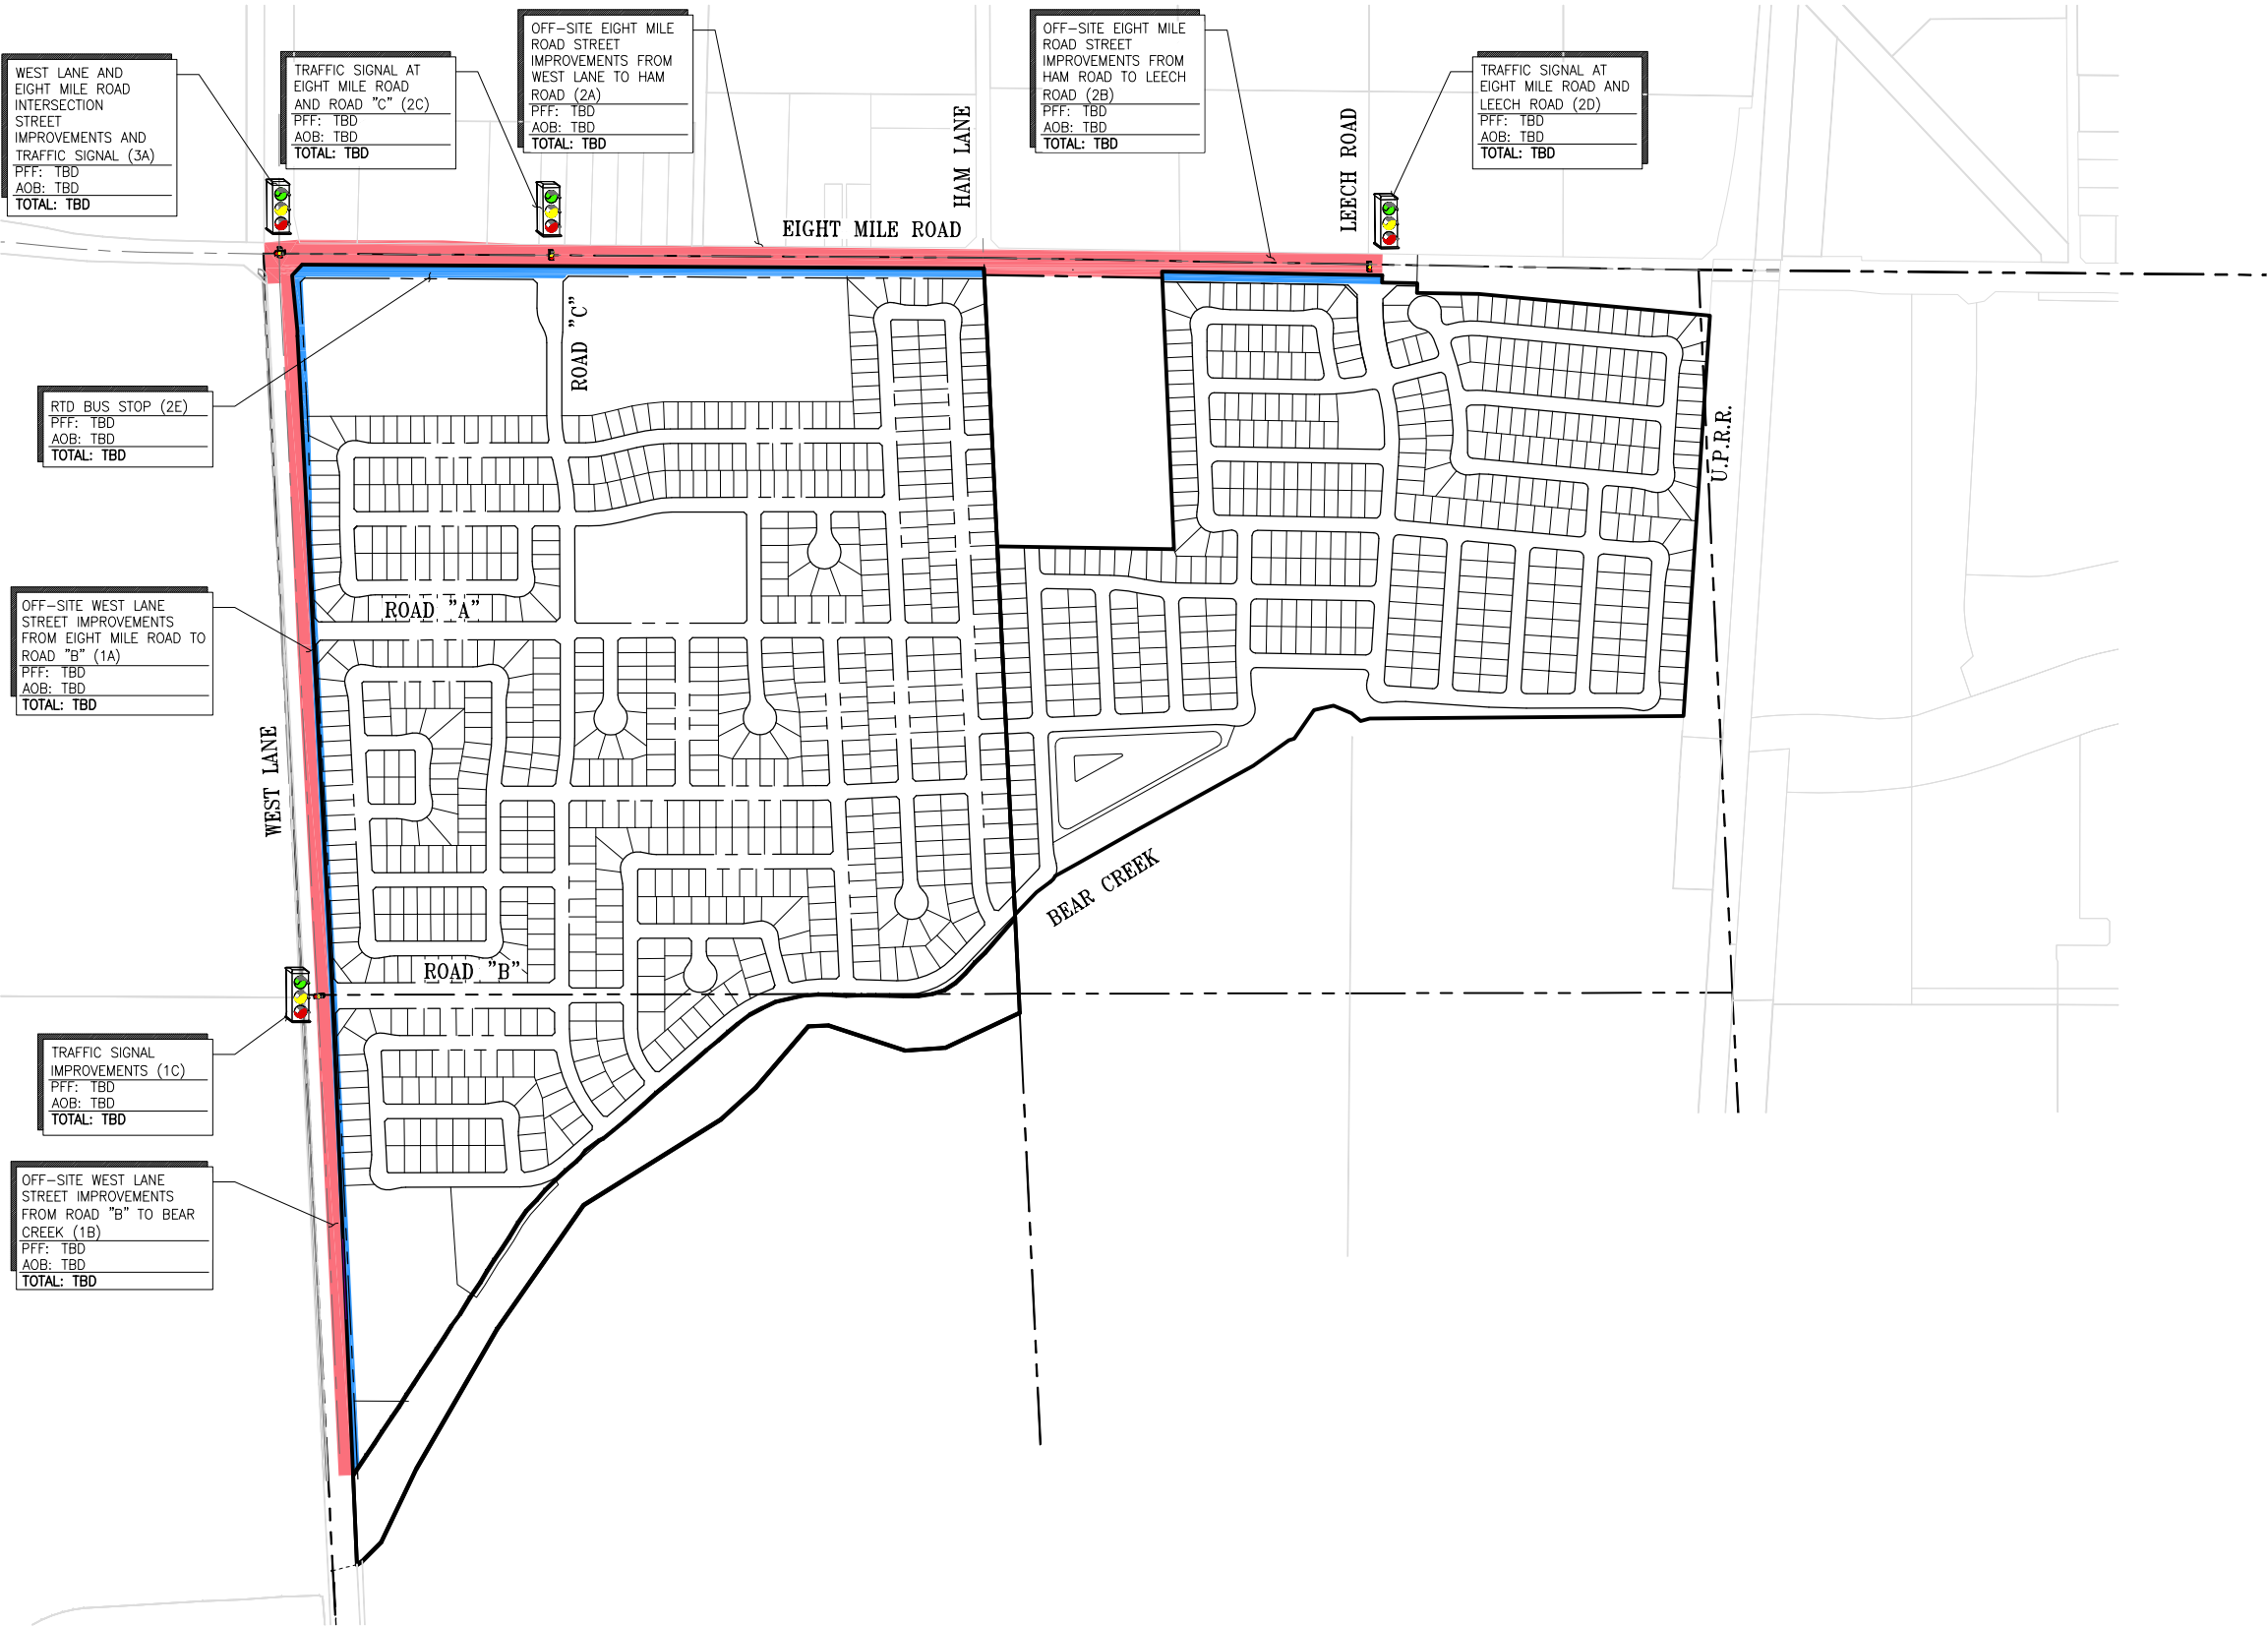 WEST LANE AND
EIGHT MILE ROAD
INTERSECTION
STREET
IMPROVEMENTS AND
TRAFFIC SIGNAL (3A)
PFF: TBD
AOB: TBD
TOTAL: TBD
TRAFFIC SIGNAL AT
EIGHT MILE ROAD
AND ROAD "C" (2C)
PFF: TBD
AOB: TBD
TOTAL: TBD
OFF-SITE EIGHT MILE
ROAD STREET
IMPROVEMENTS FROM
WEST LANE TO HAM
ROAD (2A)
PFF: TBD
AOB: TBD
TOTAL: TBD
OFF-SITE EIGHT MILE
ROAD STREET
IMPROVEMENTS FROM
HAM ROAD TO LEECH
ROAD (2B)
PFF: TBD
AOB: TBD
TOTAL: TBD
TRAFFIC SIGNAL AT
EIGHT MILE ROAD AND
LEECH ROAD (2D)
PFF: TBD
AOB: TBD
TOTAL: TBD
HAM LANE
LEECH ROAD
EIGHT MILE ROAD
ROAD "C"
RTD BUS STOP (2E)
PFF: TBD
AOB: TBD
TOTAL: TBD
U.P.R.R.
OFF-SITE WEST LANE
STREET IMPROVEMENTS
FROM EIGHT MILE ROAD TO
ROAD "B" (1A)
PFF: TBD
AOB: TBD
TOTAL: TBD
ROAD "A"
WEST LANE
BEAR CREEK
ROAD "B"
TRAFFIC SIGNAL
IMPROVEMENTS (1C)
PFF: TBD
AOB: TBD
TOTAL: TBD
OFF-SITE WEST LANE
STREET IMPROVEMENTS
FROM ROAD "B" TO BEAR
CREEK (1B)
PFF: TBD
AOB: TBD
TOTAL: TBD